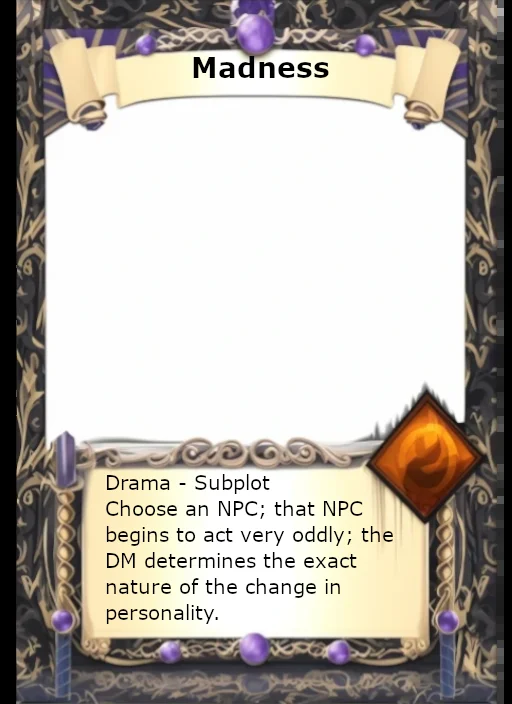 Madness
Drama - Subplot
Choose an NPC; that NPC
begins to act very oddly; the
DM determines the exact
nature of the change in
personality.